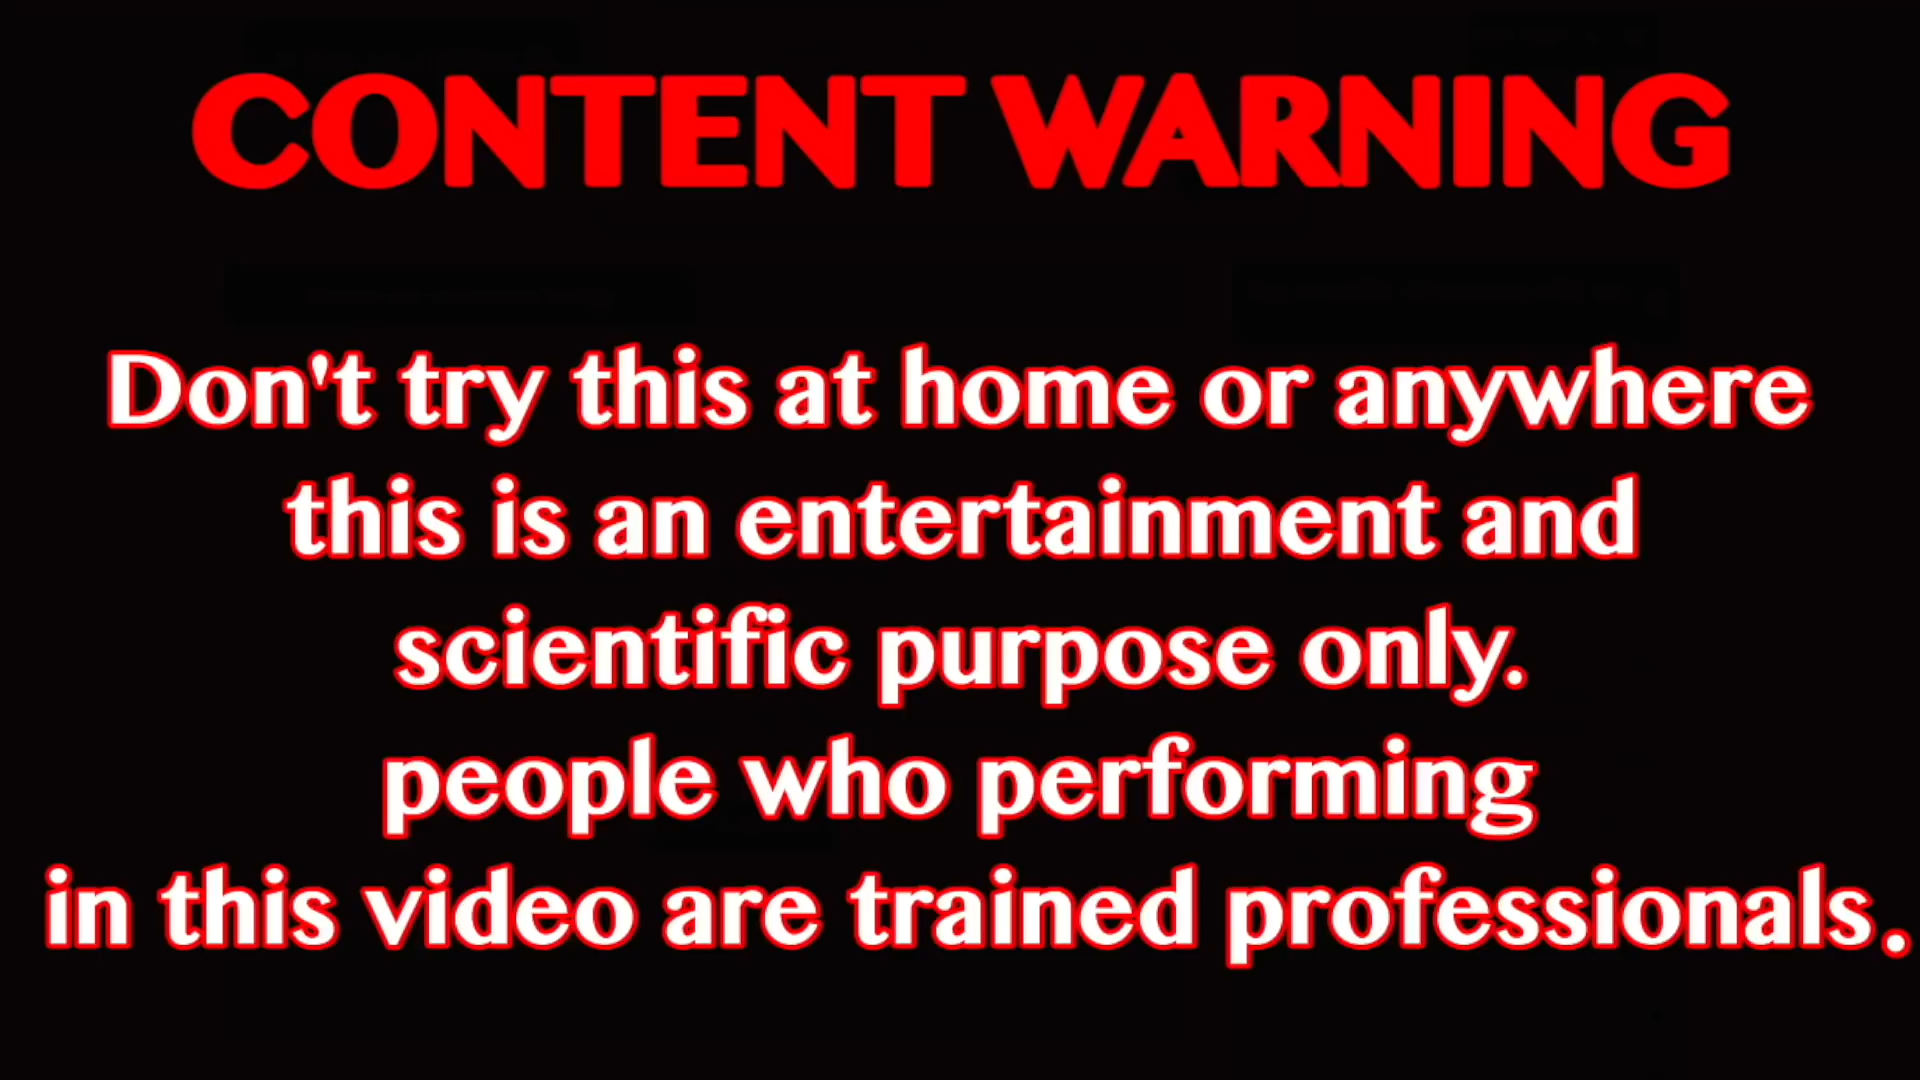 CONTENT WARNING
Don't try this at home or anywhere
this is an entertainment and
scientific purpose only.
people who performing
in this video are trained professionals.